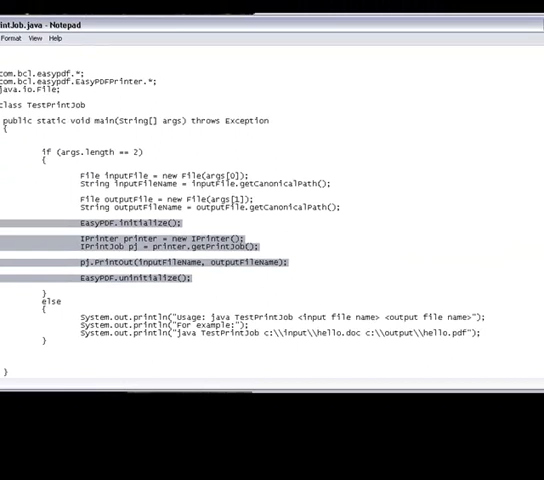 intJob.java - Notepad
Format View Help
com.bcl.easypdf.*;
com.bcl.easypdf.EasyPDFPrinter.*;
java.io.File;
class TestPrintJob
public static void main(String[] args) throws Exception
{
if (args.length == 2)
{
File inputFile = new File(args[0]);
String inputFileName = inputFile.getCanonicalPath();
File outputFile = new File(args[1]);
String outputFileName = outputFile.getCanonicalPath();
EasyPDF.initialize();
IPrinter printer = new IPrinter();
IPrintJob pj = printer.getPrintJob();
pj.PrintOut(inputFileName, outputFileName);
EasyPDF.uninitialize();
}
else
{
System.out.println("Usage: java TestPrintJob <input file name> <output file name>");
System.out.println("For example:");
System.out.println("java TestPrintJob c:\\input\\hello.doc c:\\output\\hello.pdf");
}
}